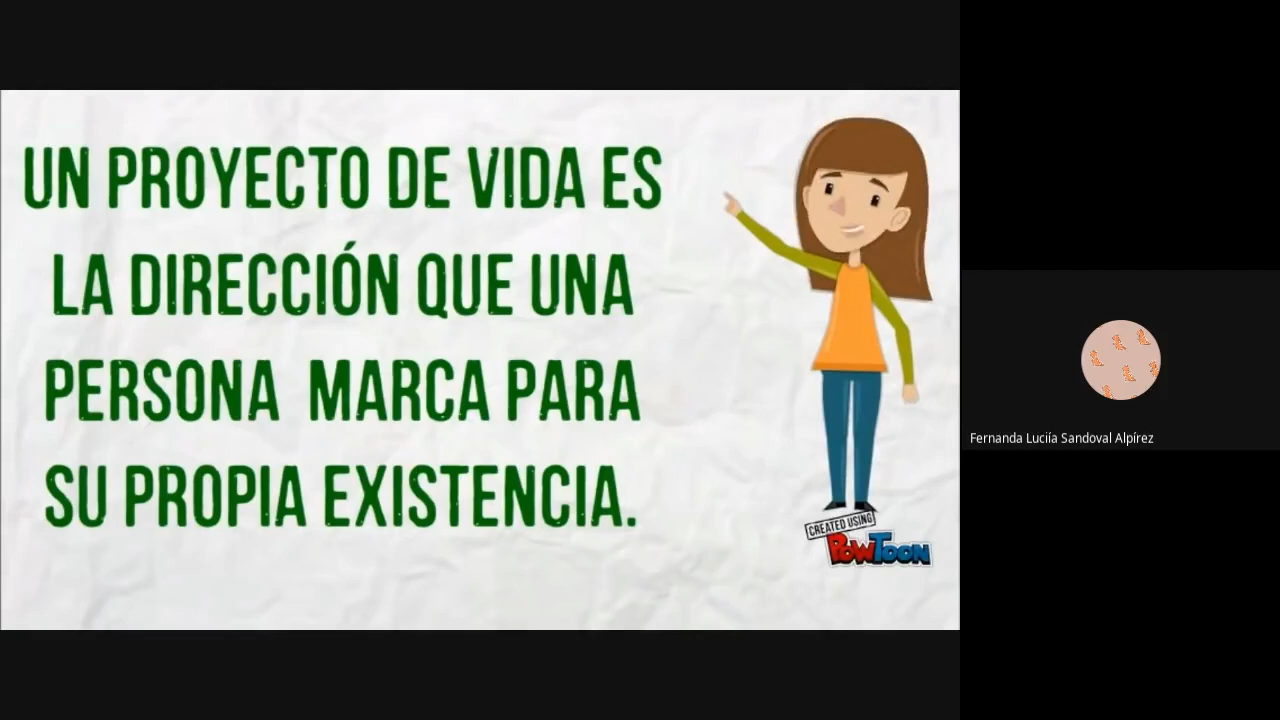 UN PROYECTO DE VIDA ES
LA DIRECCIÓN QUE UNA
PERSONA MARCA PARA
SU PROPIA EXISTENCIA.
CREATED USING
POWTOON
Fernanda Luciía Sandoval Alpírez